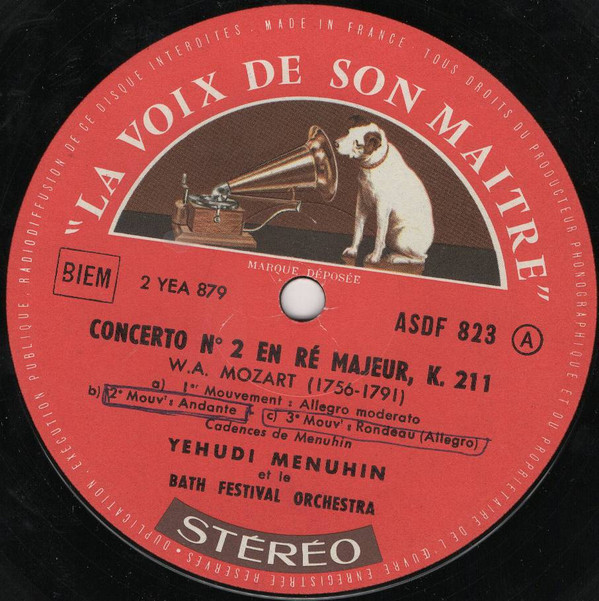 DUPLICATION . EXÉCUTION PUBLIQUE . RADIODIFFUSION DE CE DISQUE INTERDITES . MADE IN FRANCE . TOUS DROITS DU PRODUCTEUR PHONOGRAPHIQUE ET DU PROPRIÉTAIRE DE L'ŒUVRE ENREGISTRÉE RÉSERVÉS
"LA VOIX DE SON MAITRE"
MARQUE DÉPOSÉE
BIEM
2 YEA 879
ASDF 823 A
CONCERTO N° 2 EN RÉ MAJEUR, K. 211
W.A. MOZART (1756-1791)
a) 1er Mouvement : Allegro moderato
b) 2e Mouvt : Andante - c) 3e Mouvt : Rondeau (Allegro)
Cadences de Menuhin
YEHUDI MENUHIN
et le
BATH FESTIVAL ORCHESTRA
STÉRÉO